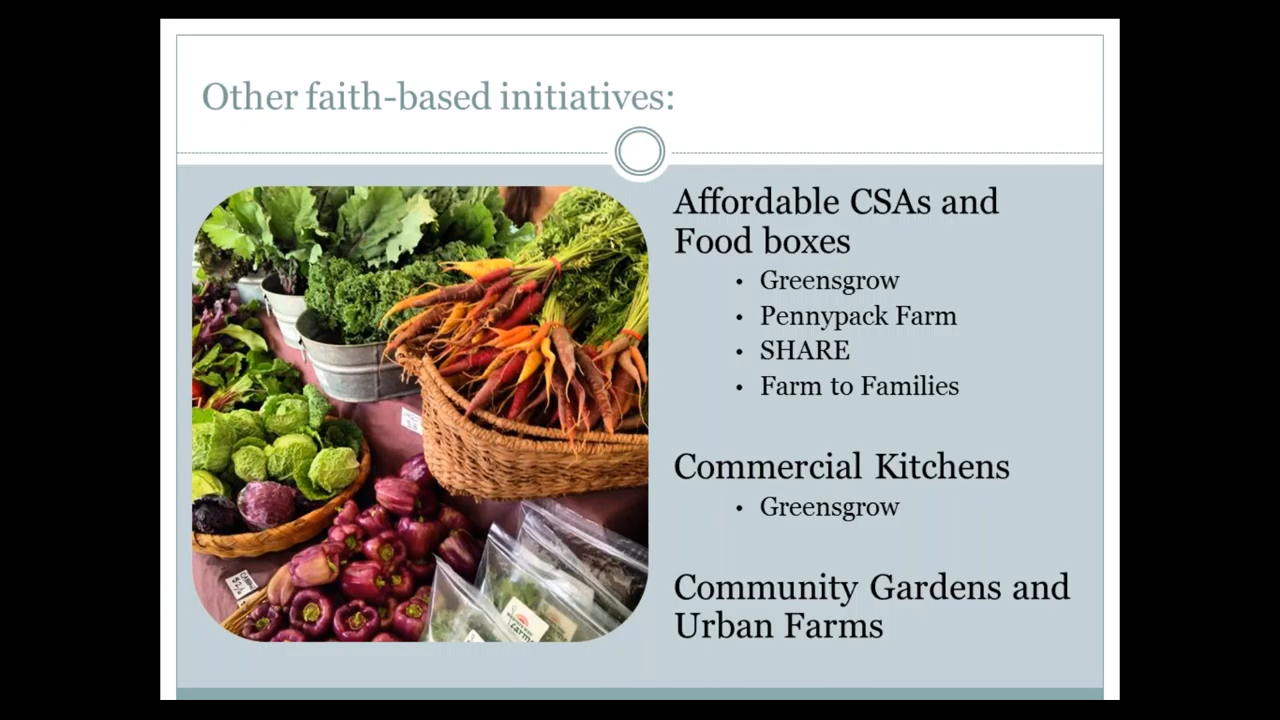 Other faith-based initiatives:
Affordable CSAs and
Food boxes
• Greensgrow
• Pennypack Farm
• SHARE
• Farm to Families
Commercial Kitchens
• Greensgrow
Community Gardens and
Urban Farms